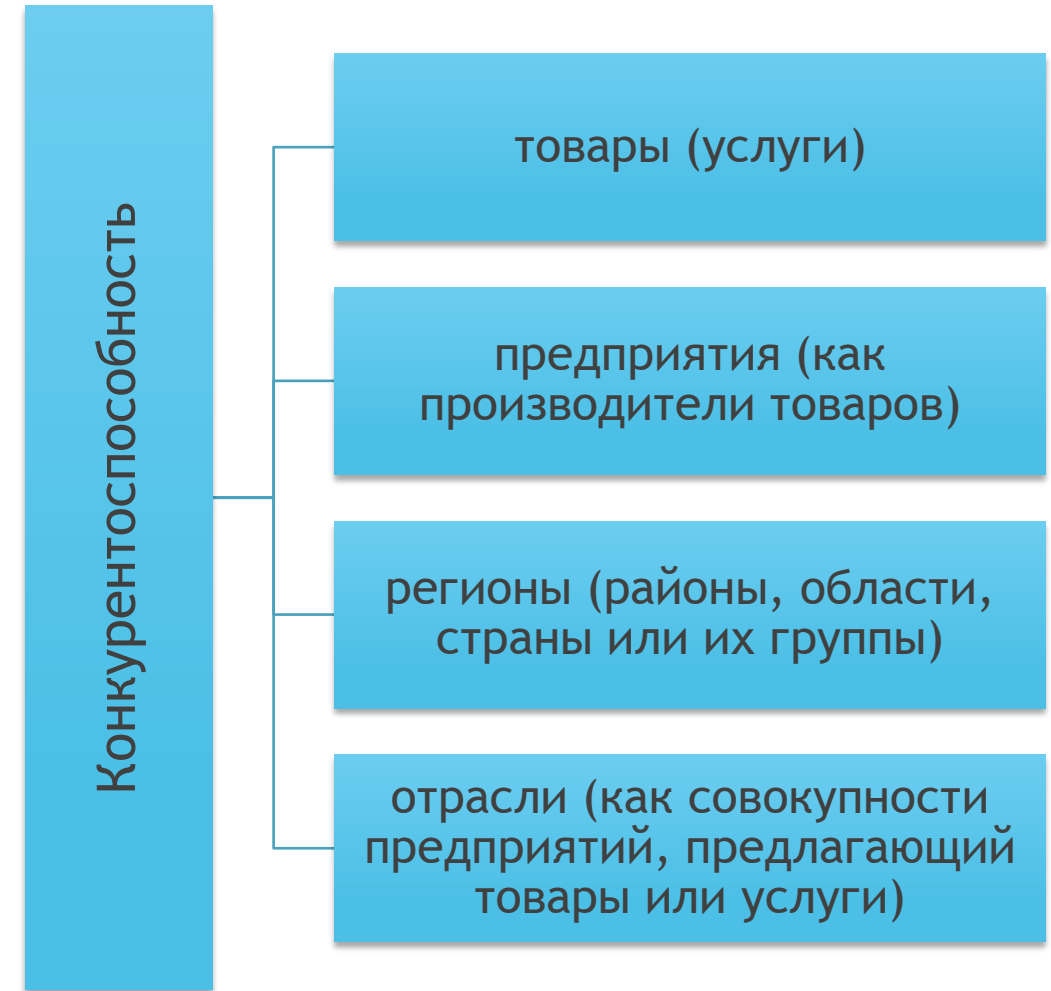 Конкурентоспособность
товары (услуги)
предприятия (как
производители товаров)
регионы (районы, области,
страны или их группы)
отрасли (как совокупности
предприятий, предлагающий
товары или услуги)